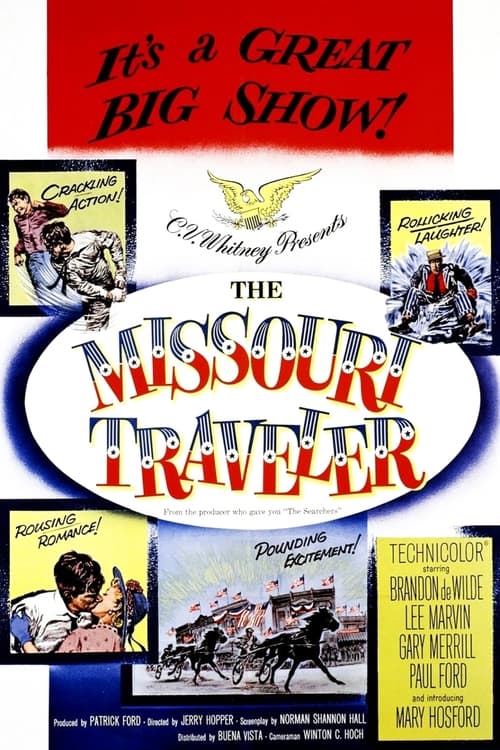 It's a GREAT
BIG SHOW!
CRACKLING
ACTION!
C.V. Whitney Presents
ROLLICKING
LAUGHTER!
THE
MISSOURI
TRAVELER
From the producer who gave you "The Searchers"
ROUSING
ROMANCE!
POUNDING
EXCITEMENT!
TECHNICOLOR®
starring
BRANDON de WILDE
LEE MARVIN
GARY MERRILL
PAUL FORD
and introducing
MARY HOSFORD
Produced by PATRICK FORD - Directed by JERRY HOPPER - Screenplay by NORMAN SHANNON HALL
Distributed by BUENA VISTA - Cameraman WINTON C. HOCH